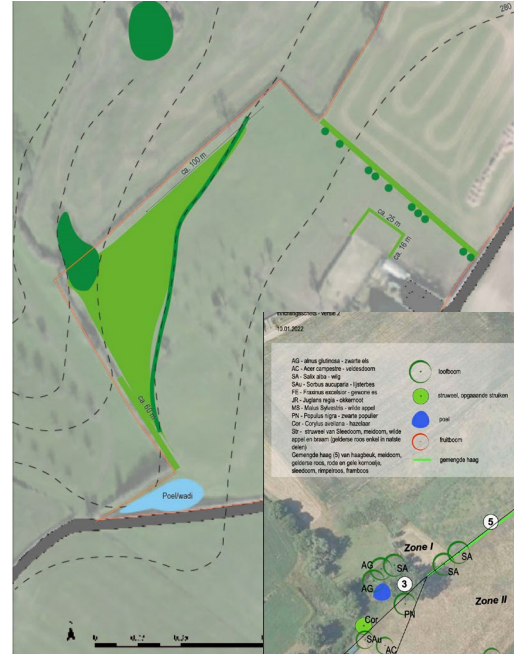 280
ca. 100 m
ca. 25 m
ca. 16 m
ca. 60 m
Poel/wadi
Inrichtingsschets - versie 2
10.01.2022
AG - alnus glutinosa - zwarte els
AC - Acer campestre - veldesdoorn
SA - Salix alba - wilg
SAu - Sorbus aucuparia - lijsterbes
FE - Fraxinus excelsior - gewone es
JR - Juglans regia - okkernoot
MS - Malus Sylvestris - wilde appel
PN - Populus nigra - zwarte populier
Cor - Corylus avellana - hazelaar
Str - struweel van Sleedoorn, meidoorn, wilde
appel en braam (gelderse roos enkel in natste
delen)
Gemengde haag (5) van haagbeuk, meidoorn,
gelderse roos, rode en gele kornoelje,
sleedoorn, rimpelroos, framboos
loofboom
struweel, opgaande struiken
poel
fruitboom
gemengde haag
5
Zone I
SA
SA
AG
SA
AG
3
PN
Zone II
Cor
SAu
AC